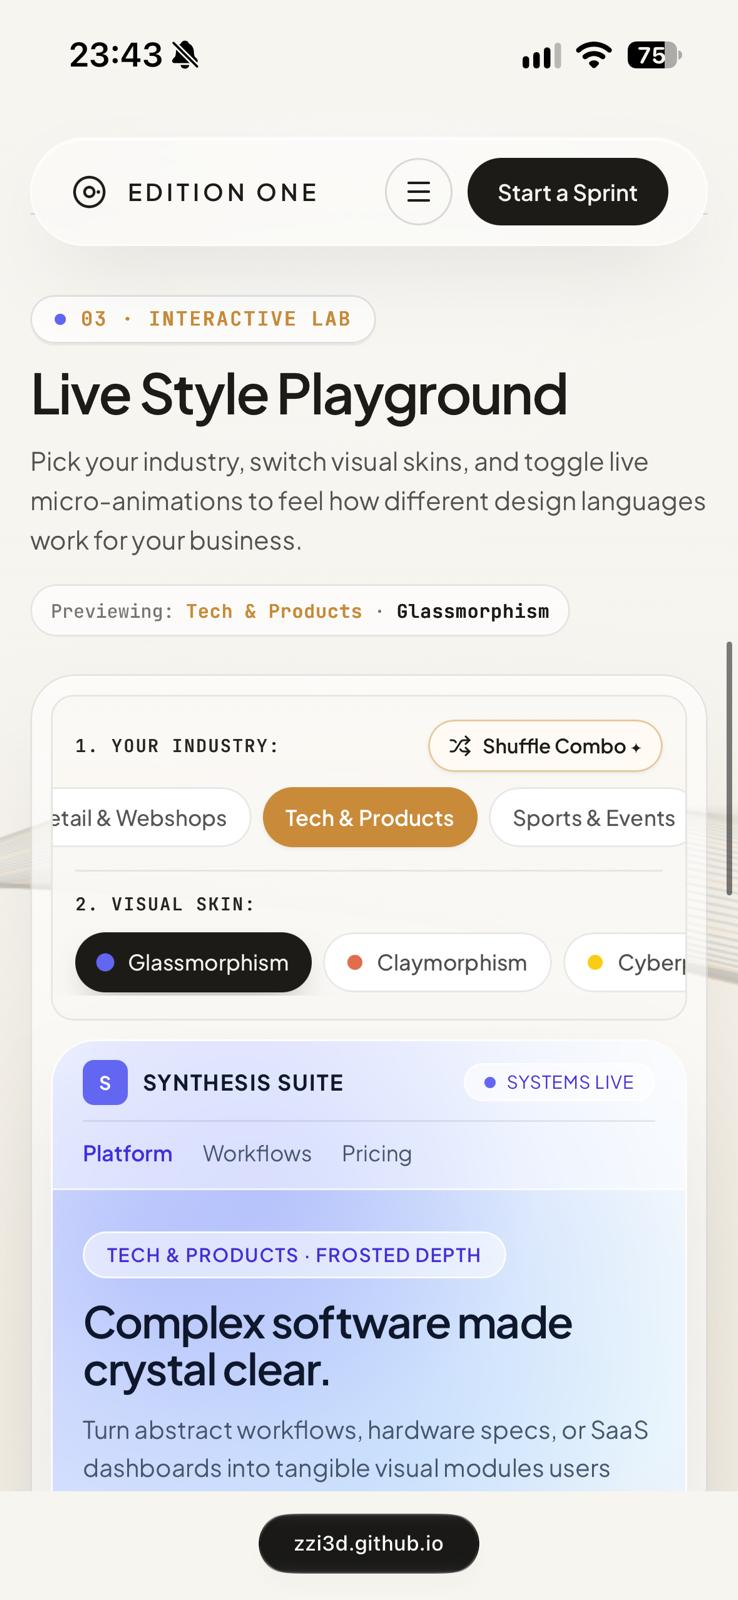 23:43
75
EDITION ONE
Start a Sprint
03 · INTERACTIVE LAB
Live Style Playground
Pick your industry, switch visual skins, and toggle live
micro-animations to feel how different design languages
work for your business.
Previewing: Tech & Products · Glassmorphism
1. YOUR INDUSTRY:
Shuffle Combo ✦
etail & Webshops
Tech & Products
Sports & Events
2. VISUAL SKIN:
Glassmorphism
Claymorphism
Cyber
S
SYNTHESIS SUITE
SYSTEMS LIVE
Platform
Workflows
Pricing
TECH & PRODUCTS · FROSTED DEPTH
Complex software made
crystal clear.
Turn abstract workflows, hardware specs, or SaaS
dashboards into tangible visual modules users
zzi3d.github.io